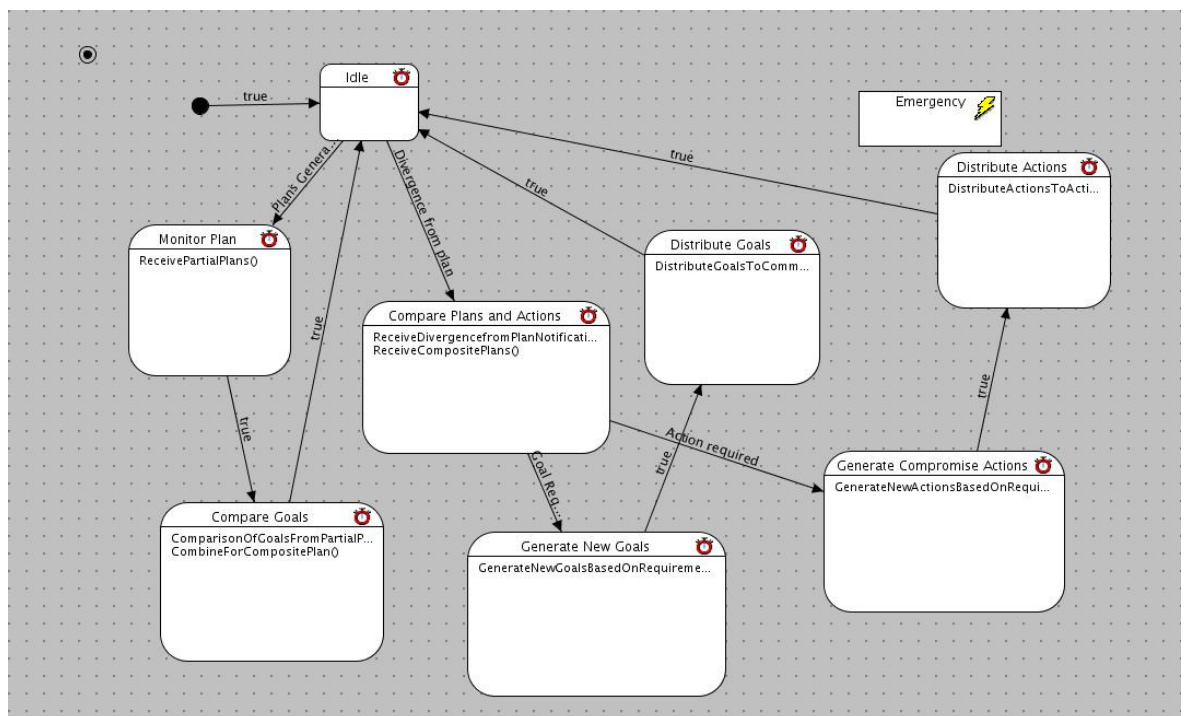 Idle
true
Emergency
Plans Genera...
Divergence from plan
true
true
true
Distribute Actions
DistributeActionsToActi...
Monitor Plan
ReceivePartialPlans()
Distribute Goals
DistributeGoalsToComm...
Compare Plans and Actions
ReceiveDivergencefromPlanNotificati...
ReceiveCompositePlans()
true
Action required
Goal Req...
true
true
Generate Compromise Actions
GenerateNewActionsBasedOnRequi...
Compare Goals
ComparisonOfGoalsFromPartialP...
CombineForCompositePlan()
Generate New Goals
GenerateNewGoalsBasedOnRequireme...